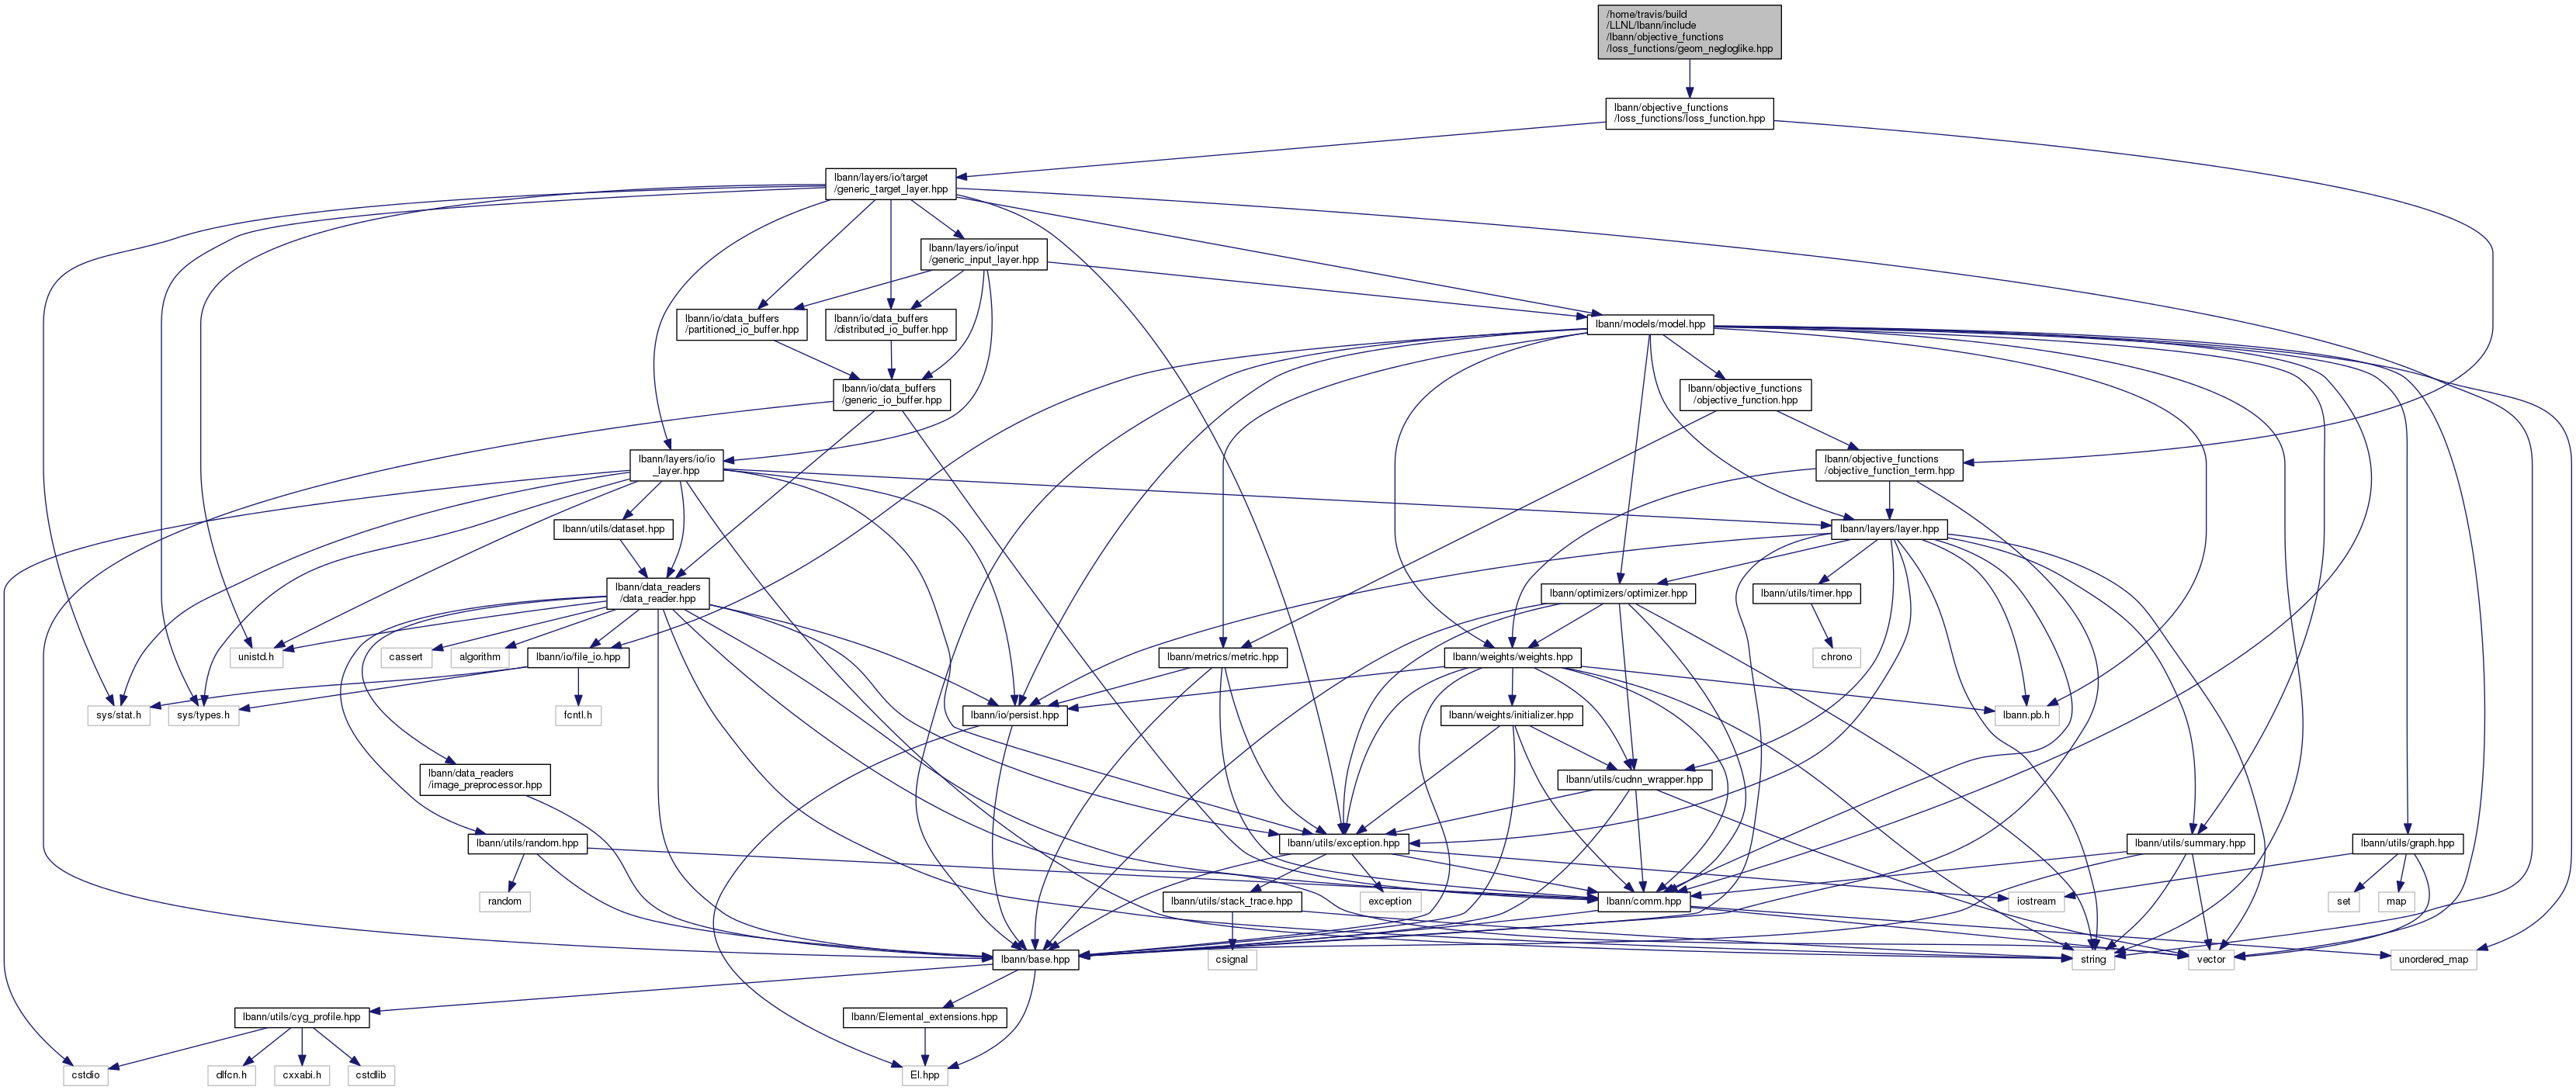 /home/travis/build
/LLNL/lbann/include
/lbann/objective_functions
/loss_functions/geom_negloglike.hpp
lbann/objective_functions
/loss_functions/loss_function.hpp
lbann/layers/io/target
/generic_target_layer.hpp
lbann/layers/io/input
/generic_input_layer.hpp
lbann/io/data_buffers
/partitioned_io_buffer.hpp
lbann/io/data_buffers
/distributed_io_buffer.hpp
lbann/models/model.hpp
lbann/io/data_buffers
/generic_io_buffer.hpp
lbann/objective_functions
/objective_function.hpp
lbann/layers/io/io
_layer.hpp
lbann/objective_functions
/objective_function_term.hpp
lbann/utils/dataset.hpp
lbann/layers/layer.hpp
lbann/data_readers
/data_reader.hpp
lbann/optimizers/optimizer.hpp
lbann/utils/timer.hpp
unistd.h
cassert
algorithm
lbann/io/file_io.hpp
lbann/metrics/metric.hpp
lbann/weights/weights.hpp
chrono
sys/stat.h
sys/types.h
fcntl.h
lbann/io/persist.hpp
lbann/weights/initializer.hpp
lbann.pb.h
lbann/data_readers
/image_preprocessor.hpp
lbann/utils/cudnn_wrapper.hpp
lbann/utils/random.hpp
lbann/utils/exception.hpp
lbann/utils/summary.hpp
lbann/utils/graph.hpp
random
lbann/utils/stack_trace.hpp
exception
lbann/comm.hpp
iostream
set
map
lbann/base.hpp
csignal
string
vector
unordered_map
lbann/utils/cyg_profile.hpp
lbann/Elemental_extensions.hpp
cstdio
dlfcn.h
cxxabi.h
cstdlib
El.hpp